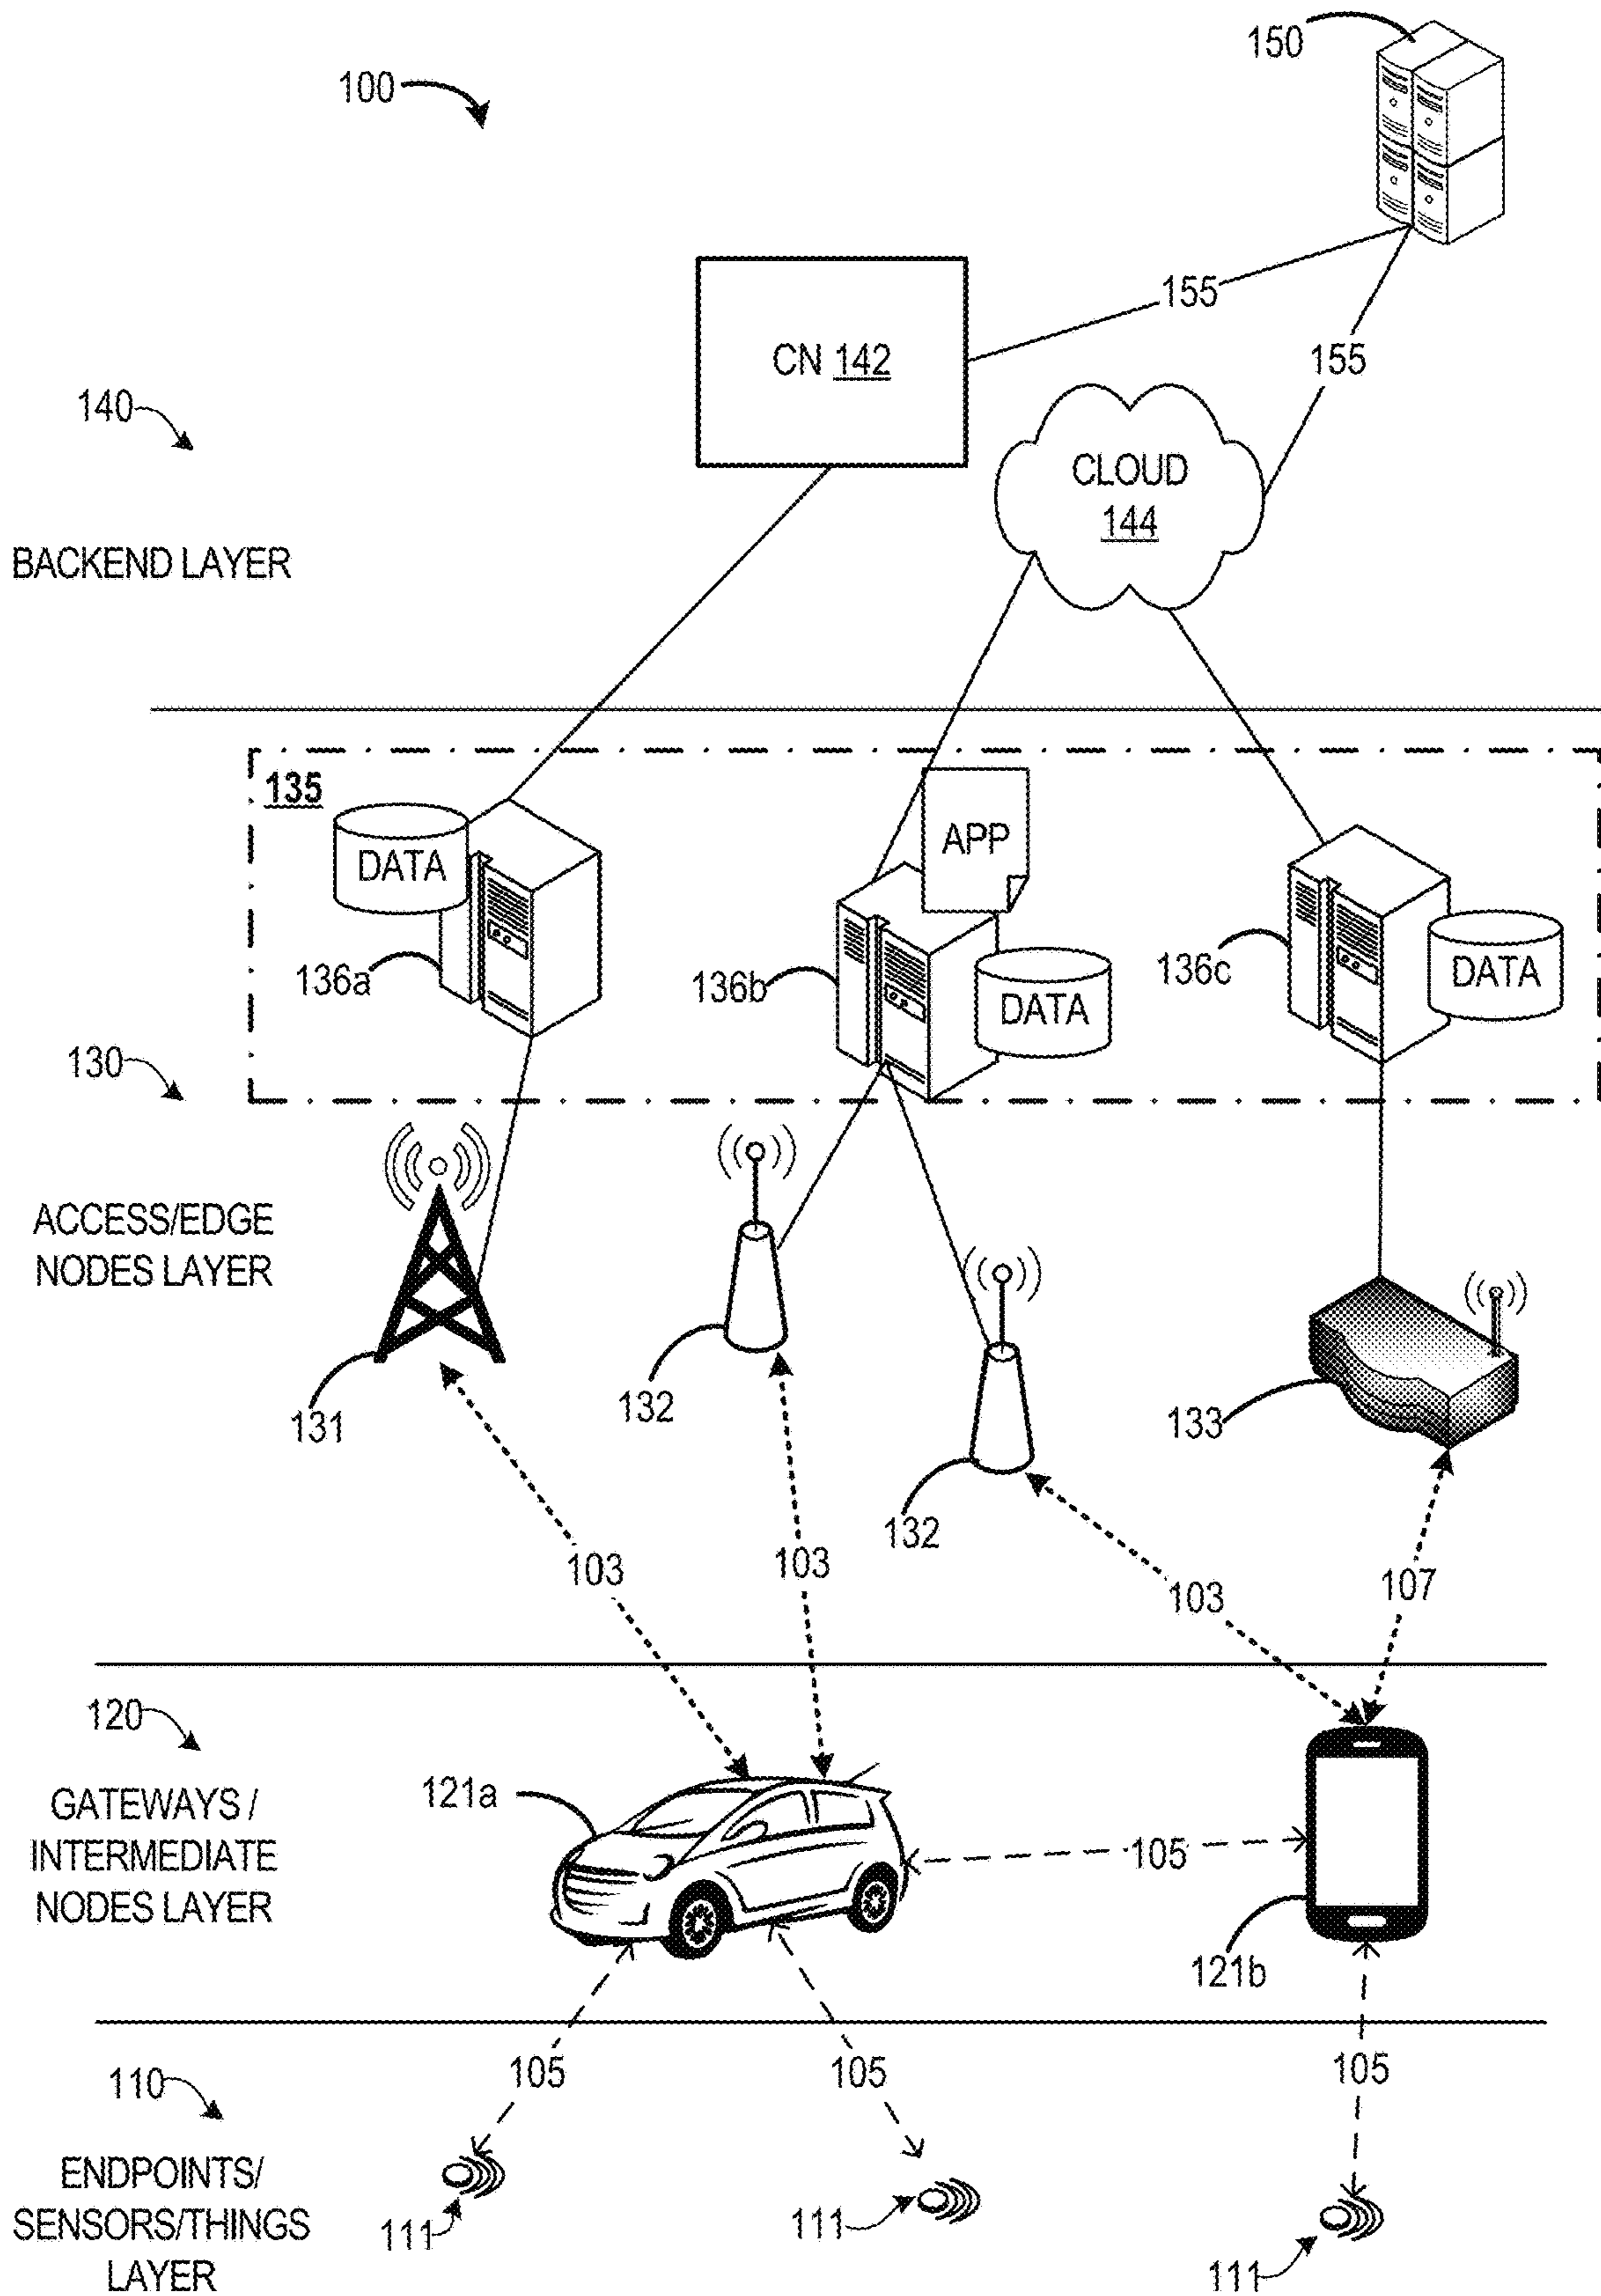 150
100
155
CN 142
155
140
CLOUD
144
BACKEND LAYER
135
APP
DATA
136a
136b
136c
DATA
DATA
130
ACCESS/EDGE
NODES LAYER
131
132
133
132
103
103
103
107
120
121a
GATEWAYS /
INTERMEDIATE
NODES LAYER
105
121b
105
105
105
110
ENDPOINTS/
SENSORS/THINGS
LAYER
111
111
111